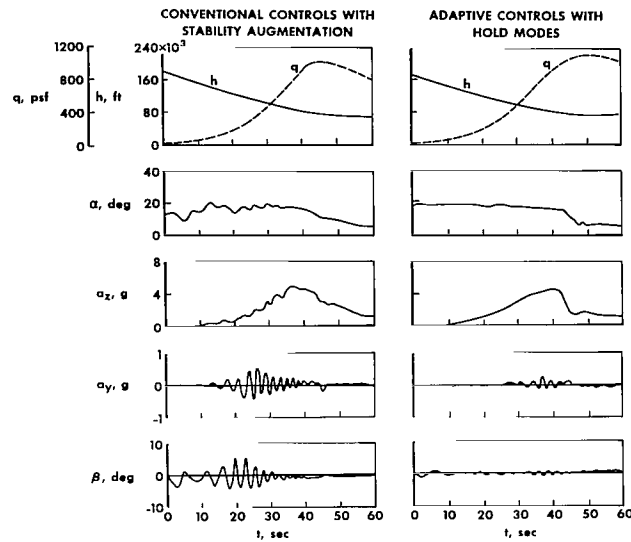 CONVENTIONAL CONTROLS WITH
STABILITY AUGMENTATION
ADAPTIVE CONTROLS WITH
HOLD MODES
1200
800
400
0
q, psf
240×10³
160
80
0
h, ft
h
q
h
q
α, deg
40
20
0
a_z, g
8
4
0
a_y, g
1
0
-1
β, deg
10
0
-10
0 10 20 30 40 50 60
t, sec
0 10 20 30 40 50 60
t, sec